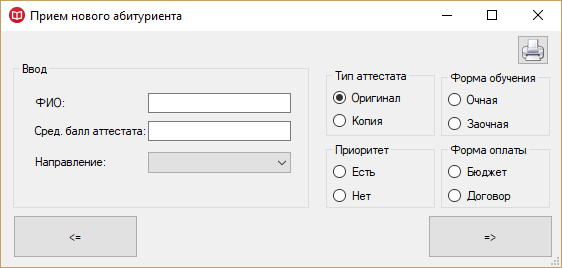 Прием нового абитуриента
Ввод
ФИО:
Сред. балл аттестата:
Направление:
Тип аттестата
Оригинал
Копия
Форма обучения
Очная
Заочная
Приоритет
Есть
Нет
Форма оплаты
Бюджет
Договор
<=
=>